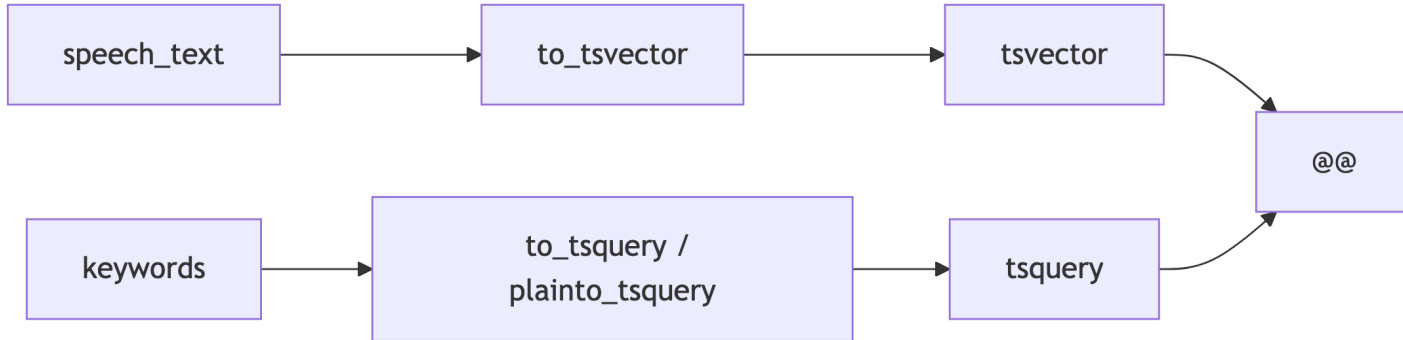 speech_text
to_tsvector
tsvector
@@
keywords
to_tsquery /
plainto_tsquery
tsquery